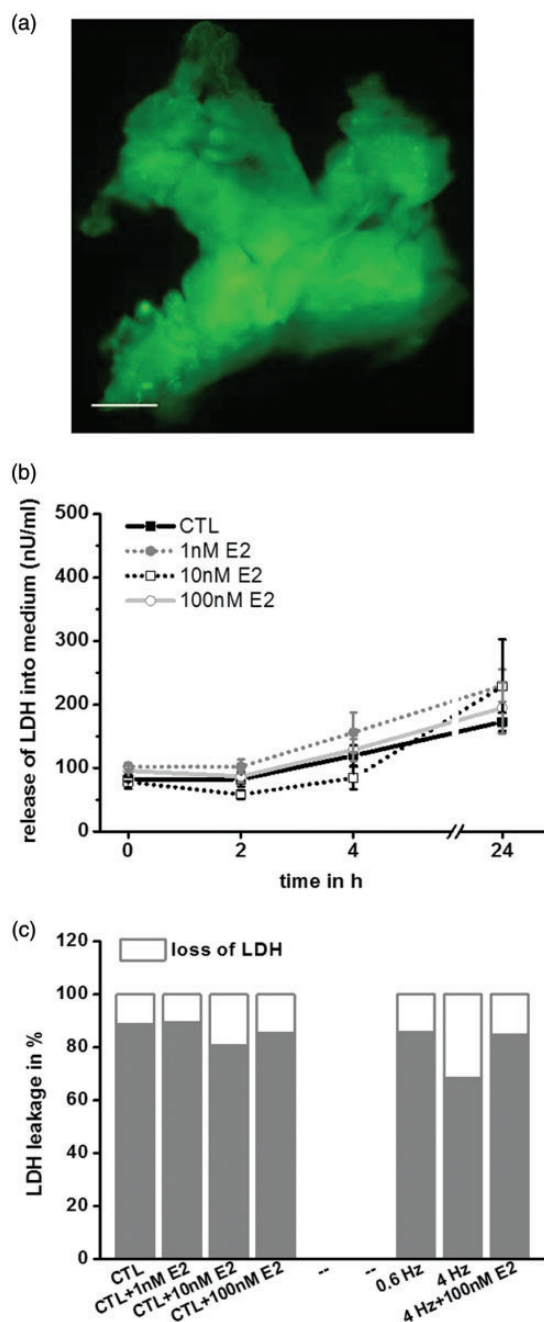 (a)
(b)
release of LDH into medium (nU/ml)
500
400
300
200
100
0
CTL
1nM E2
10nM E2
100nM E2
0
2
4
24
time in h
(c)
LDH leakage in %
120
100
80
60
40
20
0
loss of LDH
CTL
CTL+1nM E2
CTL+10nM E2
CTL+100nM E2
--
--
0.6 Hz
4 Hz
4 Hz+100nM E2